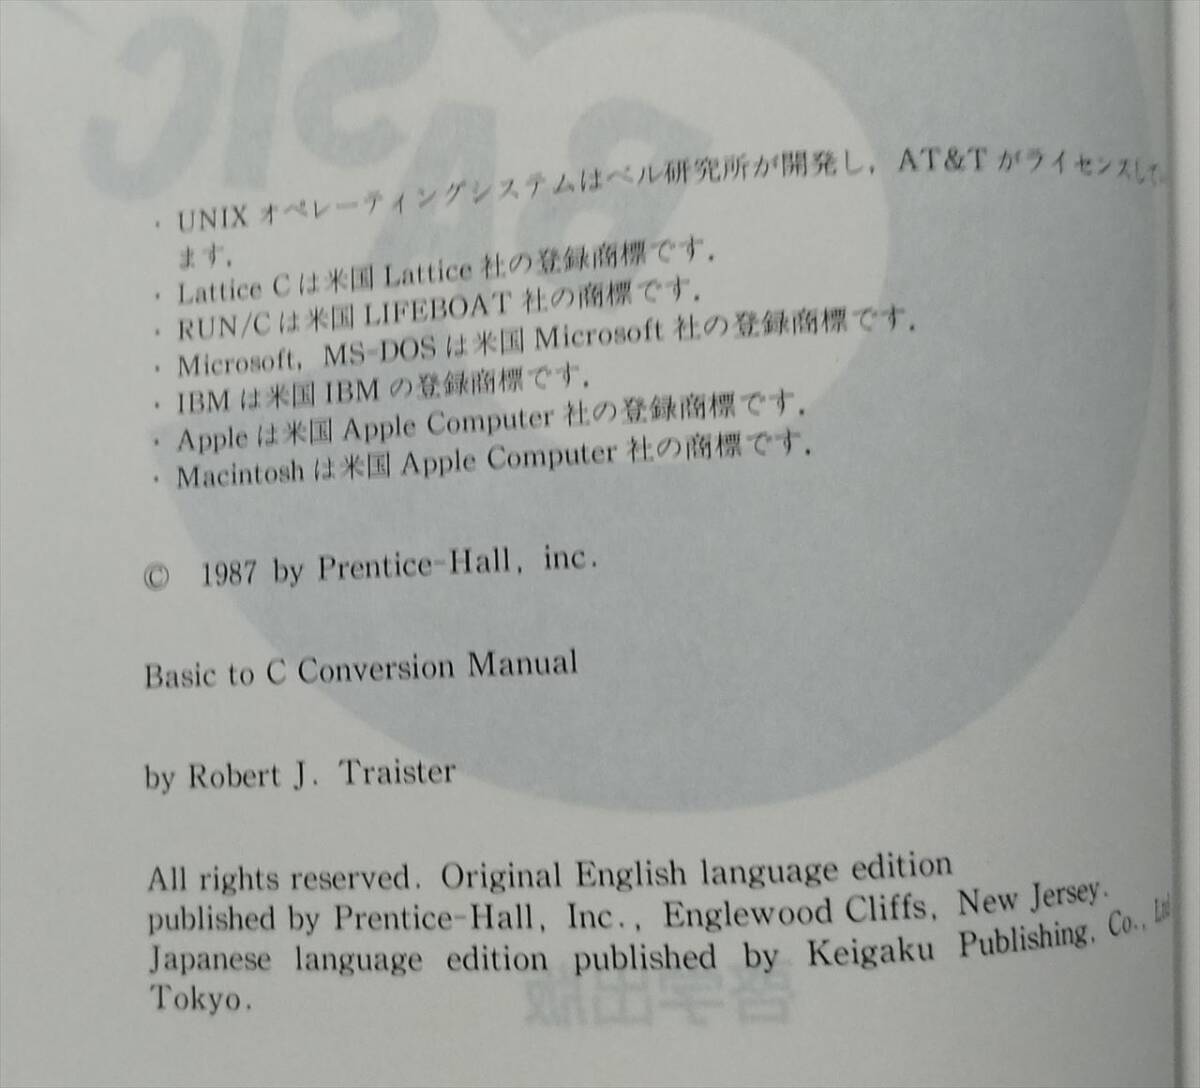 ・ UNIX オペレーティングシステムはベル研究所が開発し，AT&T がライセンスして
ます．
・ Lattice C は米国 Lattice 社の登録商標です．
・ RUN/C は米国 LIFEBOAT 社の商標です．
・ Microsoft, MS-DOS は米国 Microsoft 社の登録商標です．
・ IBM は米国 IBM の登録商標です．
・ Apple は米国 Apple Computer 社の登録商標です．
・ Macintosh は米国 Apple Computer 社の商標です．
© 1987 by Prentice-Hall, inc.
Basic to C Conversion Manual
by Robert J. Traister
All rights reserved. Original English language edition
published by Prentice-Hall, Inc., Englewood Cliffs, New Jersey.
Japanese language edition published by Keigaku Publishing, Co., Ltd
Tokyo.
啓学出版
BASIC